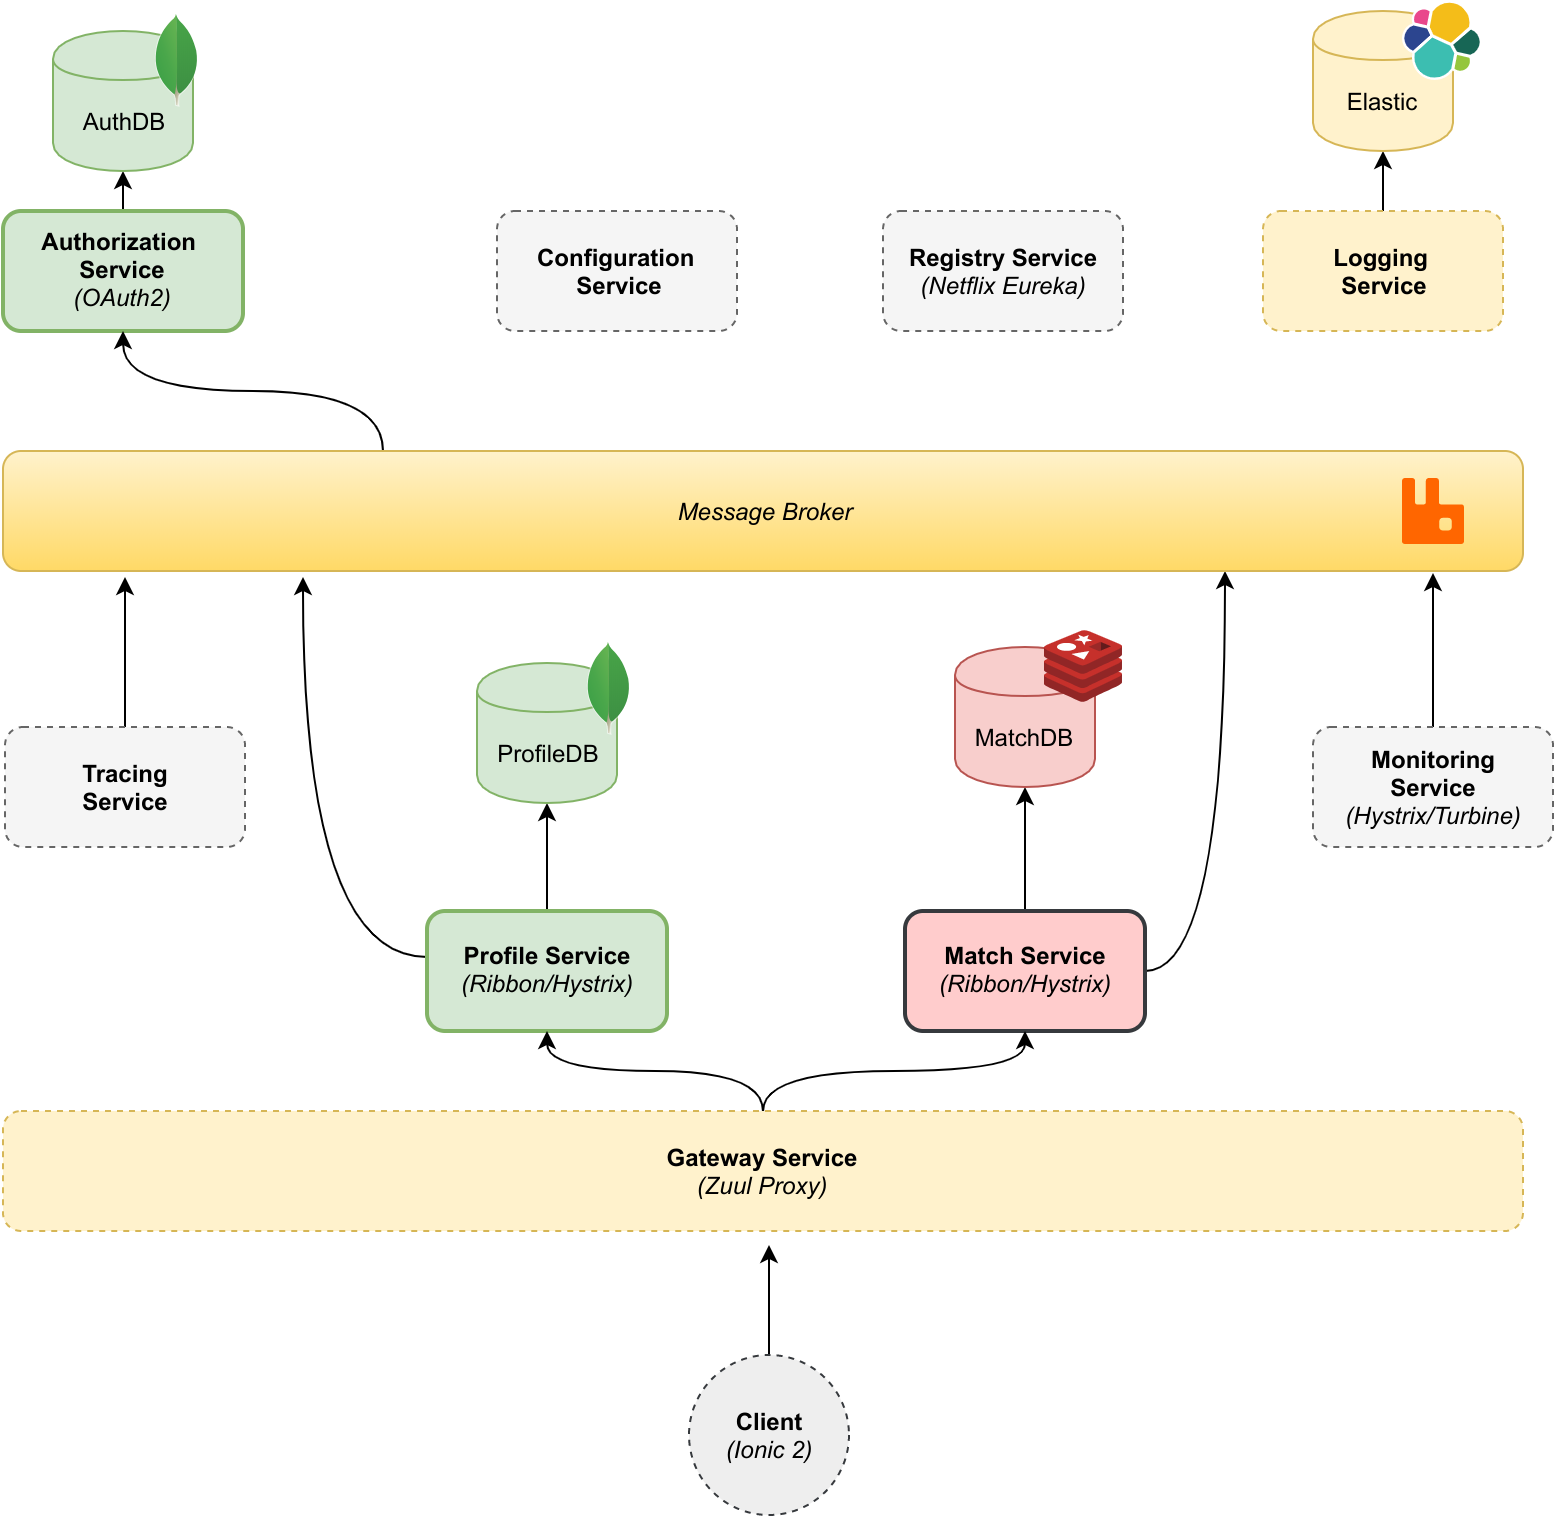 AuthDB
Elastic
Authorization
Service
(OAuth2)
Configuration
Service
Registry Service
(Netflix Eureka)
Logging
Service
Message Broker
ProfileDB
MatchDB
Tracing
Service
Monitoring
Service
(Hystrix/Turbine)
Profile Service
(Ribbon/Hystrix)
Match Service
(Ribbon/Hystrix)
Gateway Service
(Zuul Proxy)
Client
(Ionic 2)